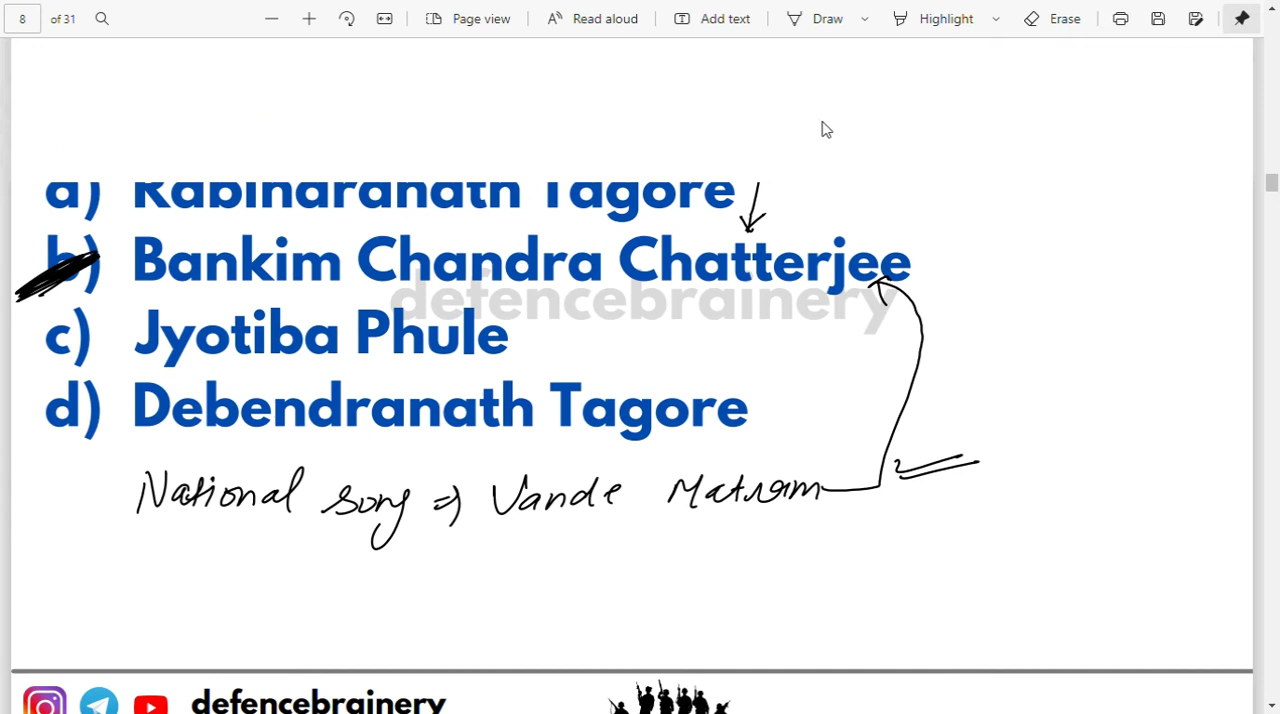 8 of 31 Page view Read aloud Add text Draw Highlight Erase
a) Rabindranath Tagore
b) Bankim Chandra Chatterjee
defencebrainery
c) Jyotiba Phule
d) Debendranath Tagore
National song ⇒ Vande Matram
defencebrainery